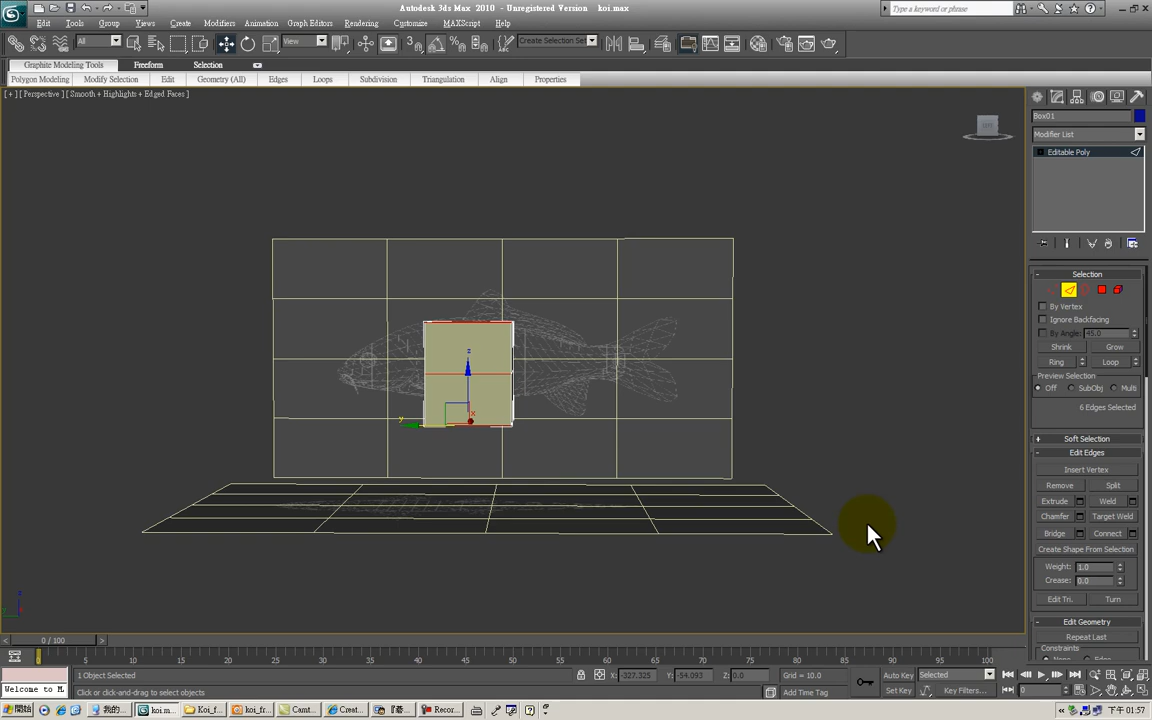 Autodesk 3ds Max 2010 - Unregistered Version koi.max
Type a keyword or phrase
Edit Tools Group Views Create Modifiers Animation Graph Editors Rendering Customize MAXScript Help
All View Create Selection Set
Graphite Modeling Tools Freeform Selection
Polygon Modeling Modify Selection Edit Geometry (All) Edges Loops Subdivision Triangulation Align Properties
[ + ] [ Perspective ] [ Smooth + Highlights + Edged Faces ]
Box01
Modifier List
Editable Poly
Selection
By Vertex
Ignore Backfacing
By Angle: 45.0
Shrink Grow
Ring Loop
Preview Selection
Off SubObj Multi
6 Edges Selected
Soft Selection
Edit Edges
Insert Vertex
Remove Split
Extrude Weld
Chamfer Target Weld
Bridge Connect
Create Shape From Selection
Weight: 1.0
Crease: 0.0
Edit Tri. Turn
Edit Geometry
Repeat Last
Constraints
z
y
x
0 / 100
0 5 10 15 20 25 30 35 40 45 50 55 60 65 70 75 80 85 90 95 100
1 Object Selected X: -327.325 Y: -54.093 Z: 0.0 Grid = 10.0 Auto Key Selected
Welcome to M. Click or click-and-drag to select objects Add Time Tag Set Key Key Filters... 0
開始 我的... koi.m... Koi_f... koi_fr... Camt... Creat... Recor... 下午 01:57